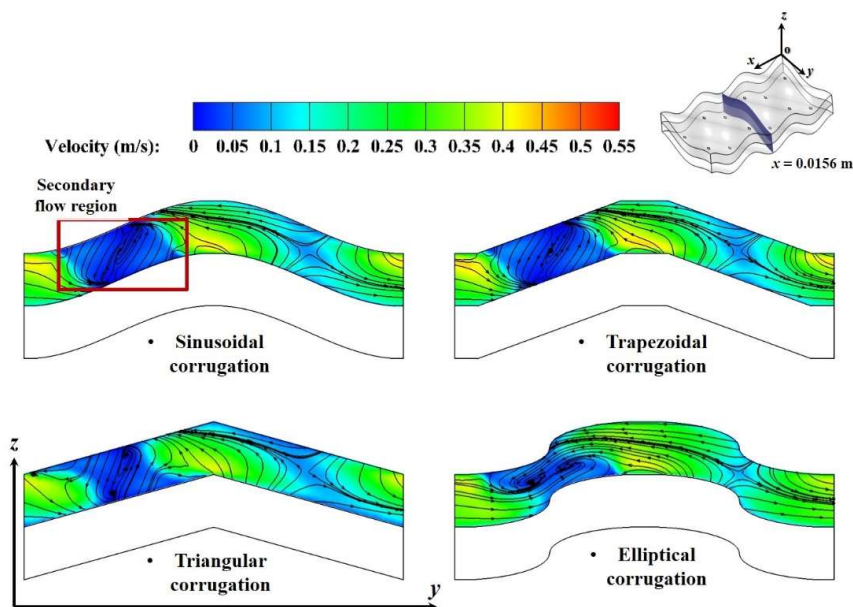 z
o
x
y
x = 0.0156 m
Velocity (m/s):
0 0.05 0.1 0.15 0.2 0.25 0.3 0.35 0.4 0.45 0.5 0.55
Secondary
flow region
• Sinusoidal
corrugation
• Trapezoidal
corrugation
z
• Triangular
corrugation
• Elliptical
corrugation
y